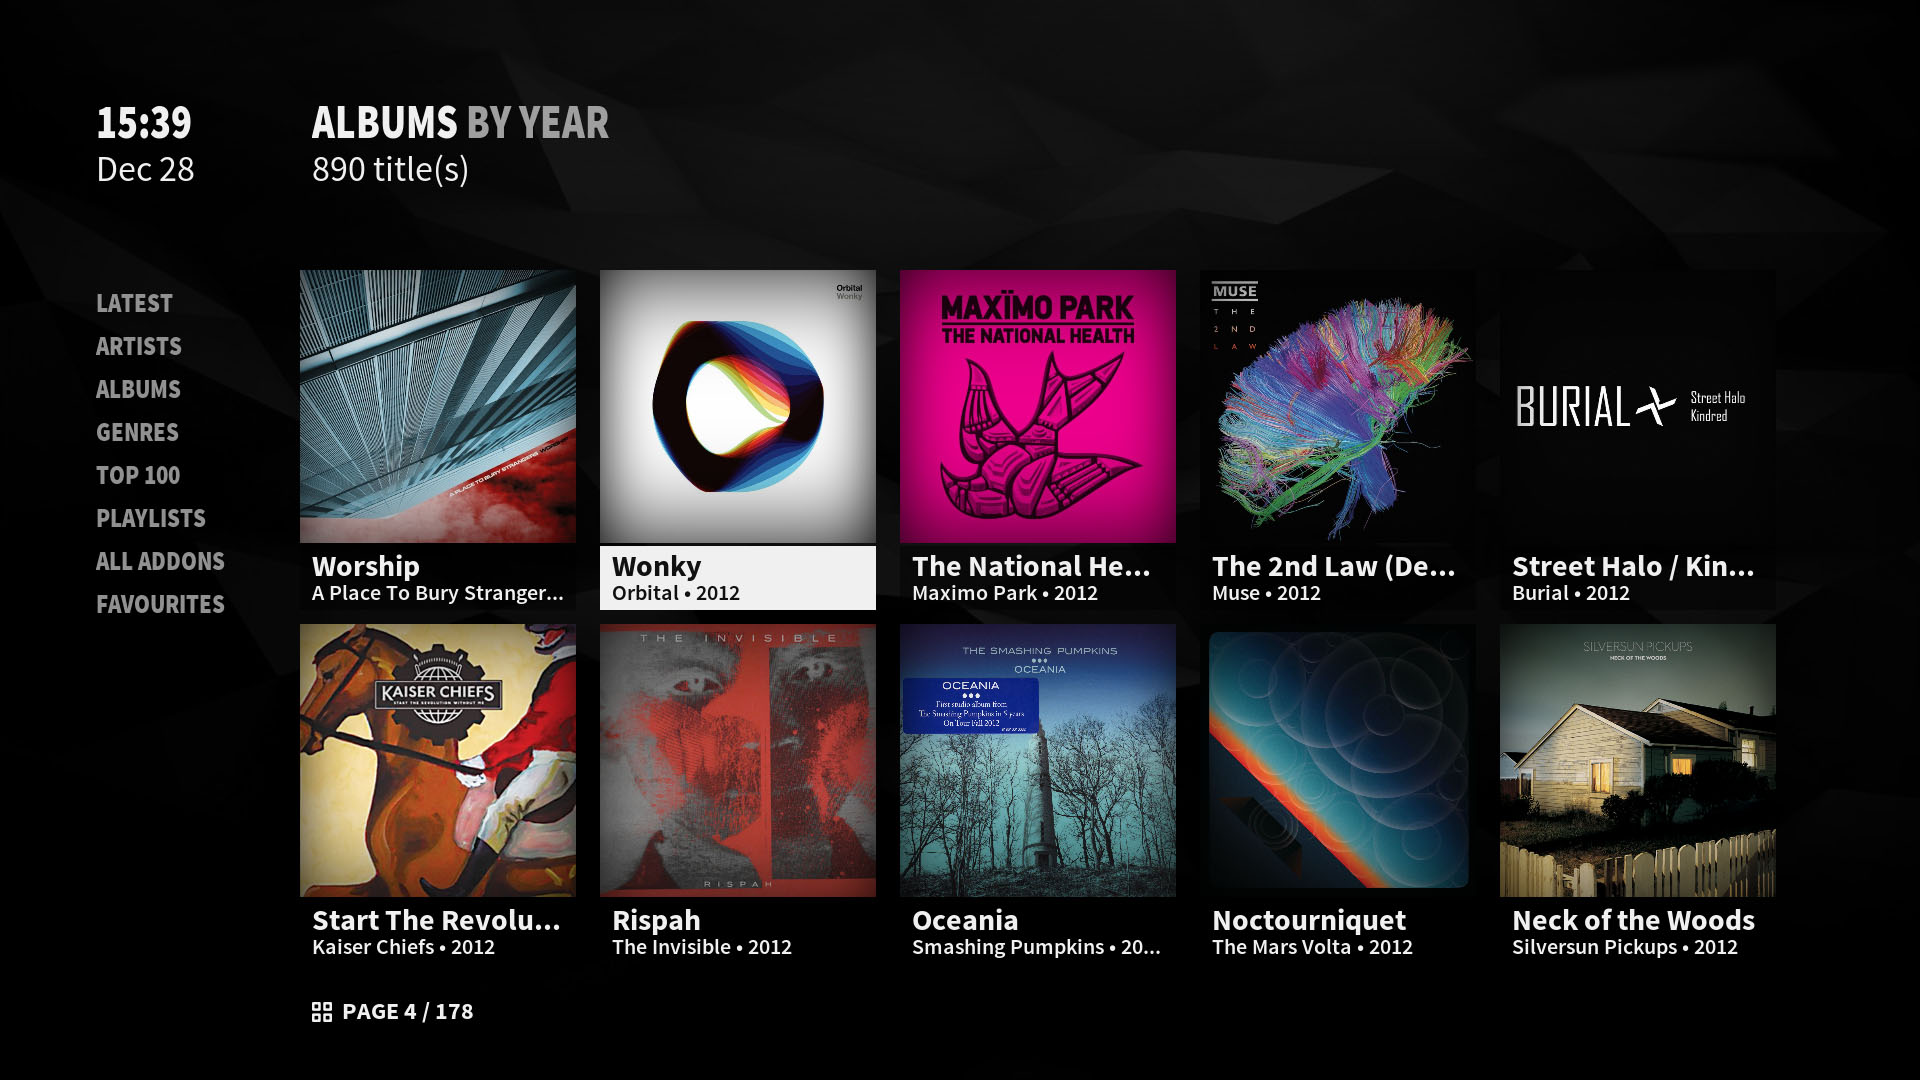 15:39
Dec 28
ALBUMS BY YEAR
890 title(s)
LATEST
ARTISTS
ALBUMS
GENRES
TOP 100
PLAYLISTS
ALL ADDONS
FAVOURITES
A PLACE TO BURY STRANGERS WORSHIP
Worship
A Place To Bury Stranger...
Orbital
Wonky
Wonky
Orbital • 2012
MAXÏMO PARK
THE NATIONAL HEALTH
The National He...
Maximo Park • 2012
MUSE
THE
2ND
LAW
The 2nd Law (De...
Muse • 2012
BURIAL
Street Halo
Kindred
Street Halo / Kin...
Burial • 2012
KAISER CHIEFS
START THE REVOLUTION WITHOUT ME
Start The Revolu...
Kaiser Chiefs • 2012
THE INVISIBLE
RISPAH
Rispah
The Invisible • 2012
THE SMASHING PUMPKINS
OCEANIA
OCEANIA
First studio album from
The Smashing Pumpkins in 5 years
On Tour Fall 2012
Oceania
Smashing Pumpkins • 20...
Noctourniquet
The Mars Volta • 2012
SILVERSUN PICKUPS
NECK OF THE WOODS
Neck of the Woods
Silversun Pickups • 2012
PAGE 4 / 178